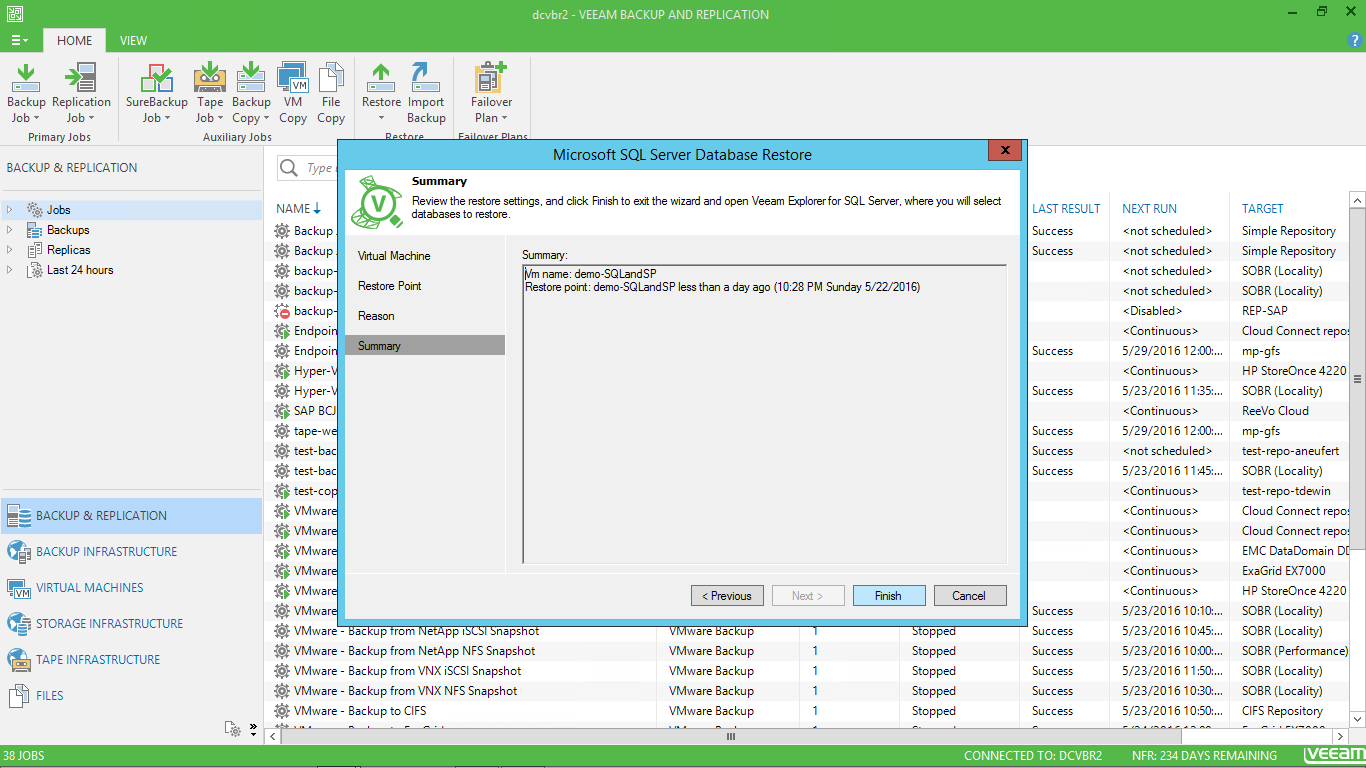 dcvbr2 - VEEAM BACKUP AND REPLICATION
HOME VIEW
Backup Job
Replication Job
SureBackup Job
Tape Job
Backup Copy
VM Copy
File Copy
Restore
Import Backup
Failover Plan
Primary Jobs
Auxiliary Jobs
Restore
Failover Plans
BACKUP & REPLICATION
Jobs
Backups
Replicas
Last 24 hours
BACKUP & REPLICATION
BACKUP INFRASTRUCTURE
VIRTUAL MACHINES
STORAGE INFRASTRUCTURE
TAPE INFRASTRUCTURE
FILES
Microsoft SQL Server Database Restore
x
Summary
Review the restore settings, and click Finish to exit the wizard and open Veeam Explorer for SQL Server, where you will select
databases to restore.
Virtual Machine
Restore Point
Reason
Summary
Summary:
Vm name: demo-SQLandSP
Restore point: demo-SQLandSP less than a day ago (10:28 PM Sunday 5/22/2016)
< Previous
Next >
Finish
Cancel
Type
NAME LAST RESULT NEXT RUN TARGET
Backup Success <not scheduled> Simple Repository
Backup Success <not scheduled> Simple Repository
backup- <not scheduled> SOBR (Locality)
backup- <not scheduled> SOBR (Locality)
backup- <Disabled> REP-SAP
Endpoin <Continuous> Cloud Connect repos
Endpoin Success 5/29/2016 12:00:... mp-gfs
Hyper-V <Continuous> HP StoreOnce 4220
Hyper-V Success 5/23/2016 11:35:... SOBR (Locality)
SAP BCJ <Continuous> ReeVo Cloud
tape-we Success 5/29/2016 12:00:... mp-gfs
test-bac Success <not scheduled> test-repo-aneufert
test-bac Success 5/23/2016 11:45:... SOBR (Locality)
test-cop <Continuous> test-repo-tdewin
VMware <Continuous> Cloud Connect repos
VMware <Continuous> Cloud Connect repos
VMware <Continuous> EMC DataDomain DD
VMware <Continuous> ExaGrid EX7000
VMware <Continuous> HP StoreOnce 4220
VMware Success 5/23/2016 10:10:... SOBR (Locality)
VMware - Backup from NetApp iSCSI Snapshot VMware Backup 1 Stopped Success 5/23/2016 10:45:... SOBR (Locality)
VMware - Backup from NetApp NFS Snapshot VMware Backup 1 Stopped Success 5/23/2016 10:00:... SOBR (Performance)
VMware - Backup from VNX iSCSI Snapshot VMware Backup 1 Stopped Success 5/23/2016 11:50:... SOBR (Locality)
VMware - Backup from VNX NFS Snapshot VMware Backup 1 Stopped Success 5/23/2016 10:30:... SOBR (Locality)
VMware - Backup to CIFS VMware Backup 1 Stopped Success 5/23/2016 10:50:... CIFS Repository
38 JOBS
CONNECTED TO: DCVBR2
NFR: 234 DAYS REMAINING
veeam